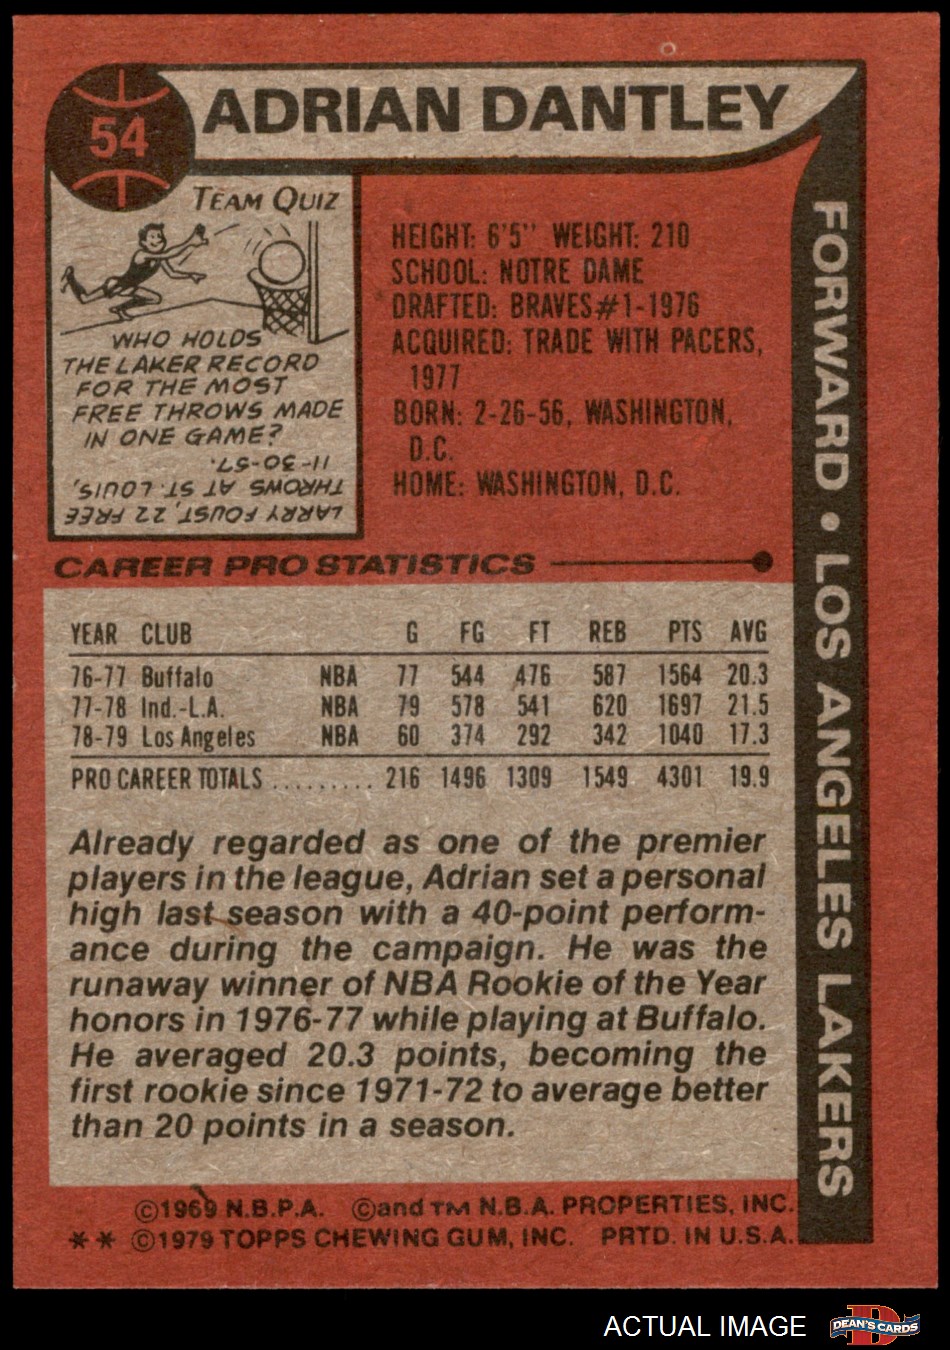 54
ADRIAN DANTLEY
TEAM QUIZ
WHO HOLDS
THE LAKER RECORD
FOR THE MOST
FREE THROWS MADE
IN ONE GAME?
LARRY FOUST, 22 FREE
THROWS AT ST. LOUIS,
11-30-57.
HEIGHT: 6'5" WEIGHT: 210
SCHOOL: NOTRE DAME
DRAFTED: BRAVES#1-1976
ACQUIRED: TRADE WITH PACERS,
1977
BORN: 2-26-56, WASHINGTON,
D.C.
HOME: WASHINGTON, D.C.
FORWARD • LOS ANGELES LAKERS
CAREER PRO STATISTICS
YEAR CLUB G FG FT REB PTS AVG
76-77 Buffalo NBA 77 544 476 587 1564 20.3
77-78 Ind.-L.A. NBA 79 578 541 620 1697 21.5
78-79 Los Angeles NBA 60 374 292 342 1040 17.3
PRO CAREER TOTALS ......... 216 1496 1309 1549 4301 19.9
Already regarded as one of the premier
players in the league, Adrian set a personal
high last season with a 40-point perform-
ance during the campaign. He was the
runaway winner of NBA Rookie of the Year
honors in 1976-77 while playing at Buffalo.
He averaged 20.3 points, becoming the
first rookie since 1971-72 to average better
than 20 points in a season.
©1969 N.B.P.A. ©and TM N.B.A. PROPERTIES, INC.
** ©1979 TOPPS CHEWING GUM, INC. PRTD. IN U.S.A.
ACTUAL IMAGE
D
DEAN'S CARDS